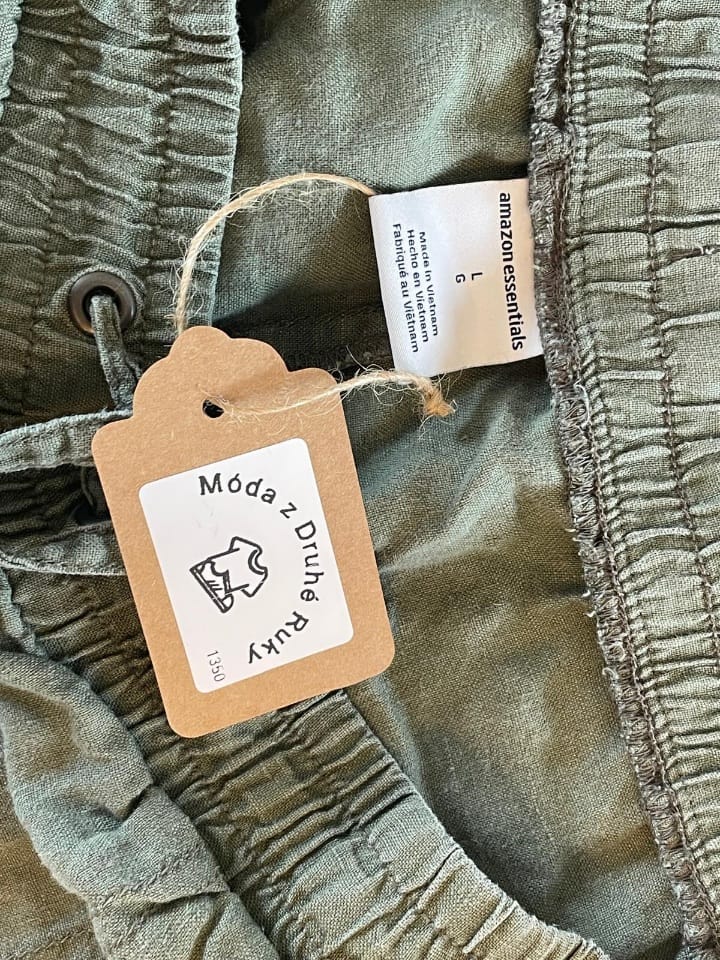 amazon essentials
L
G
Made in Vietnam
Hecho en Vietnam
Fabriqué au Viêtnam
Móda z Druhé Ruky
1350